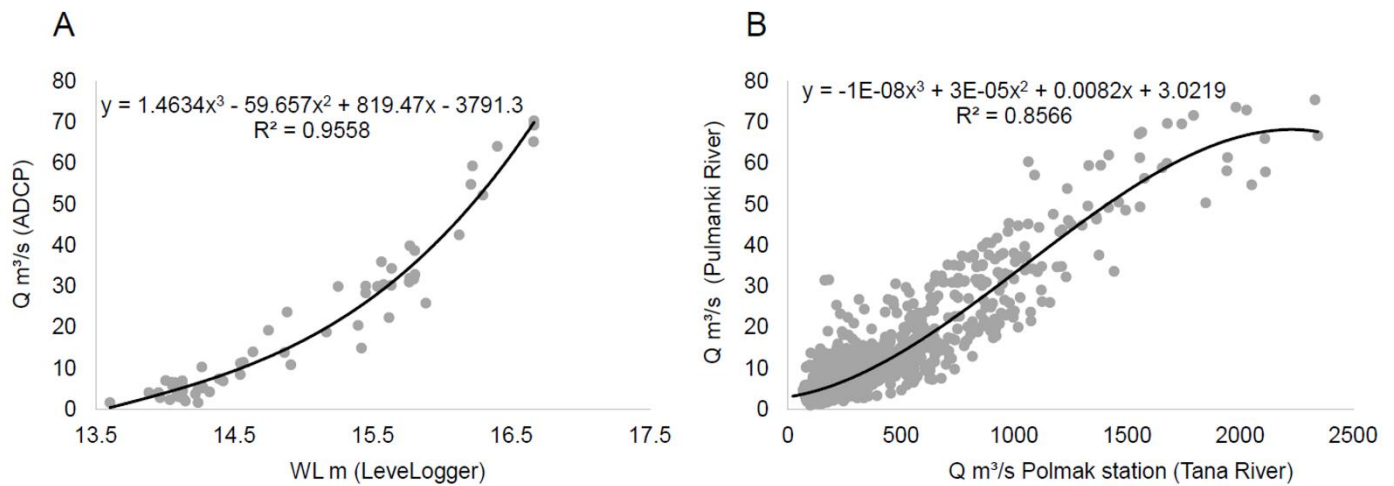 A
y = 1.4634x³ - 59.657x² + 819.47x - 3791.3
R² = 0.9558
Q m³/s (ADCP)
80
70
60
50
40
30
20
10
0
13.5 14.5 15.5 16.5 17.5
WL m (LeveLogger)
B
y = -1E-08x³ + 3E-05x² + 0.0082x + 3.0219
R² = 0.8566
Q m³/s (Pulmanki River)
80
70
60
50
40
30
20
10
0
0 500 1000 1500 2000 2500
Q m³/s Polmak station (Tana River)